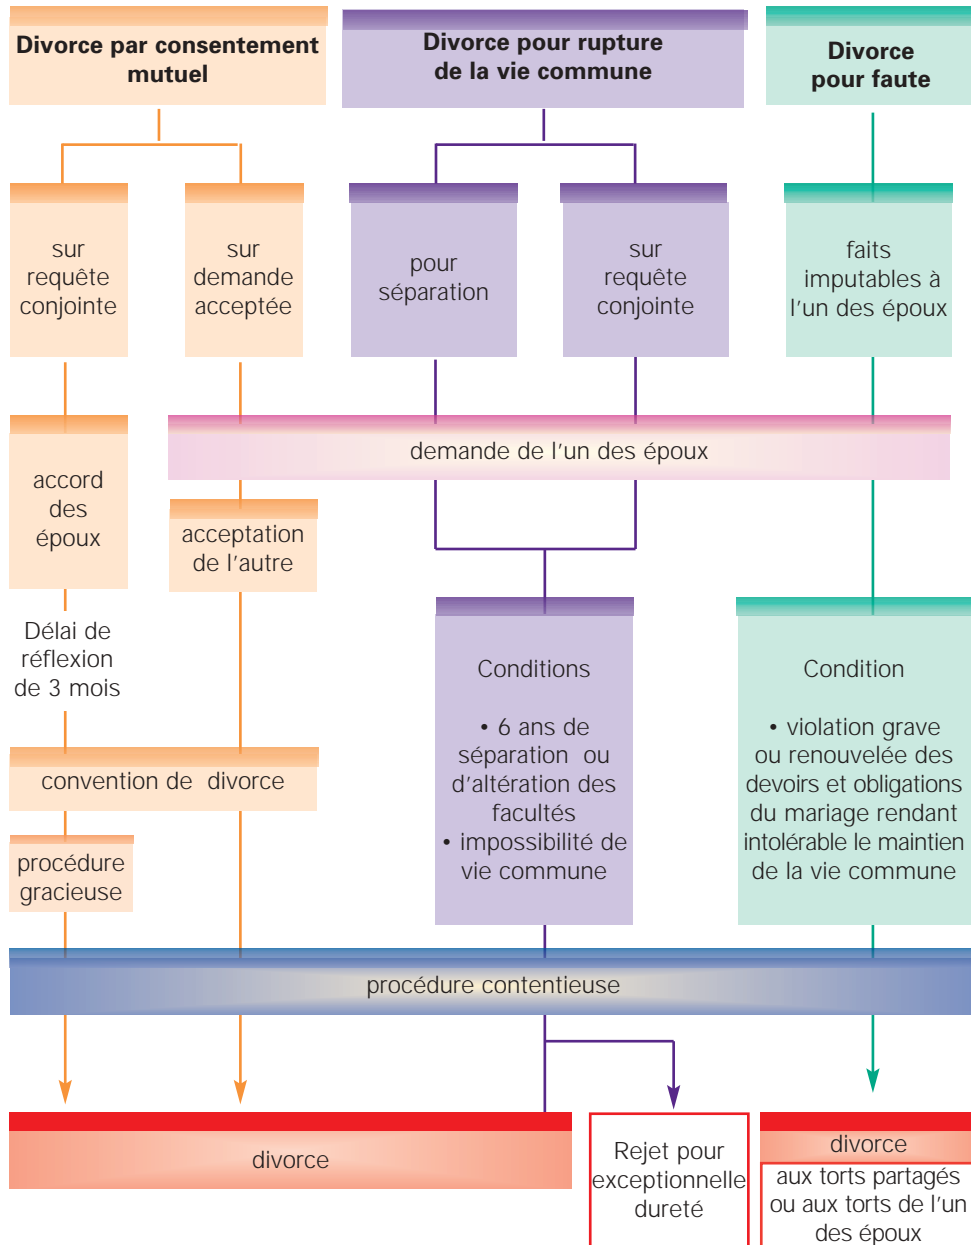 Divorce par consentement
mutuel
Divorce pour rupture
de la vie commune
Divorce
pour faute
sur
requête
conjointe
sur
demande
acceptée
pour
séparation
sur
requête
conjointe
faits
imputables à
l'un des époux
demande de l'un des époux
accord
des
époux
acceptation
de l'autre
Délai de
réflexion
de 3 mois
Conditions
• 6 ans de
séparation ou
d'altération des
facultés
• impossibilité de
vie commune
Condition
• violation grave
ou renouvelée des
devoirs et obligations
du mariage rendant
intolérable le maintien
de la vie commune
convention de divorce
procédure
gracieuse
procédure contentieuse
divorce
Rejet pour
exceptionnelle
dureté
divorce
aux torts partagés
ou aux torts de l'un
des époux